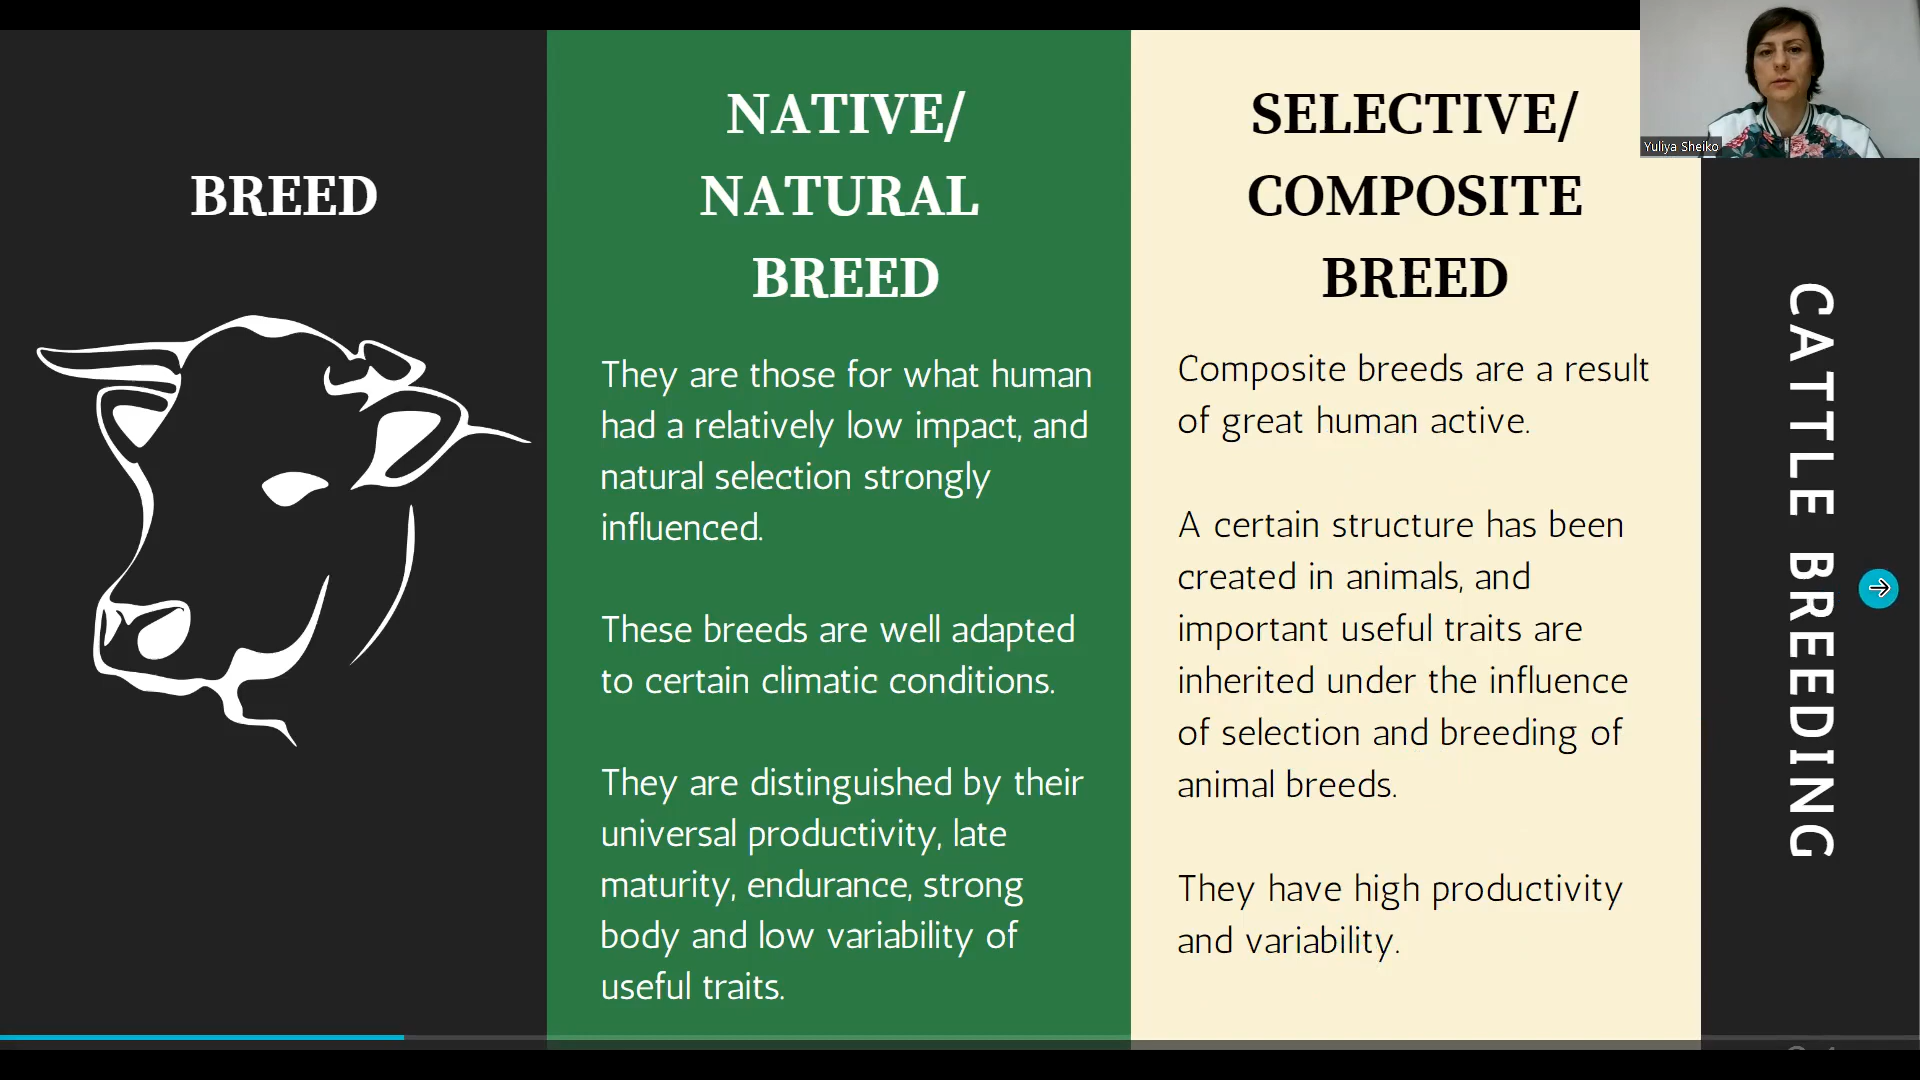 BREED
NATIVE/
NATURAL
BREED
They are those for what human
had a relatively low impact, and
natural selection strongly
influenced.
These breeds are well adapted
to certain climatic conditions.
They are distinguished by their
universal productivity, late
maturity, endurance, strong
body and low variability of
useful traits.
SELECTIVE/
COMPOSITE
BREED
Composite breeds are a result
of great human active.
A certain structure has been
created in animals, and
important useful traits are
inherited under the influence
of selection and breeding of
animal breeds.
They have high productivity
and variability.
Yuliya Sheiko
CATTLE BREEDING